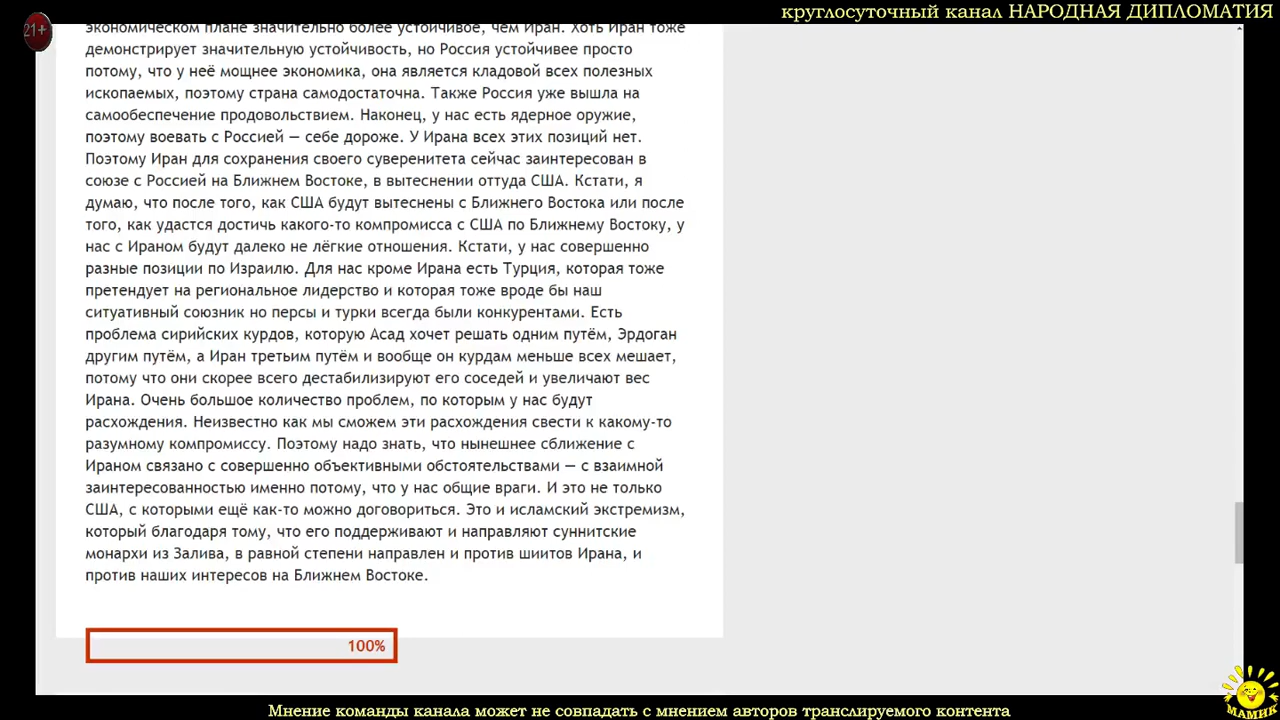 круглосуточный канал НАРОДНАЯ ДИПЛОМАТИЯ
21+
экономическом плане значительно более устойчивое, чем Иран. Хоть Иран тоже
демонстрирует значительную устойчивость, но Россия устойчивее просто
потому, что у неё мощнее экономика, она является кладовой всех полезных
ископаемых, поэтому страна самодостаточна. Также Россия уже вышла на
самообеспечение продовольствием. Наконец, у нас есть ядерное оружие,
поэтому воевать с Россией — себе дороже. У Ирана всех этих позиций нет.
Поэтому Иран для сохранения своего суверенитета сейчас заинтересован в
союзе с Россией на Ближнем Востоке, в вытеснении оттуда США. Кстати, я
думаю, что после того, как США будут вытеснены с Ближнего Востока или после
того, как удастся достичь какого-то компромисса с США по Ближнему Востоку, у
нас с Ираном будут далеко не лёгкие отношения. Кстати, у нас совершенно
разные позиции по Израилю. Для нас кроме Ирана есть Турция, которая тоже
претендует на региональное лидерство и которая тоже вроде бы наш
ситуативный союзник но персы и турки всегда были конкурентами. Есть
проблема сирийских курдов, которую Асад хочет решать одним путём, Эрдоган
другим путём, а Иран третьим путём и вообще он курдам меньше всех мешает,
потому что они скорее всего дестабилизируют его соседей и увеличают вес
Ирана. Очень большое количество проблем, по которым у нас будут
расхождения. Неизвестно как мы сможем эти расхождения свести к какому-то
разумному компромиссу. Поэтому надо знать, что нынешнее сближение с
Ираном связано с совершенно объективными обстоятельствами — с взаимной
заинтересованностью именно потому, что у нас общие враги. И это не только
США, с которыми ещё как-то можно договориться. Это и исламский экстремизм,
который благодаря тому, что его поддерживают и направляют суннитские
монархи из Залива, в равной степени направлен и против шиитов Ирана, и
против наших интересов на Ближнем Востоке.
100%
МАМИК
Мнение команды канала может не совпадать с мнением авторов транслируемого контента